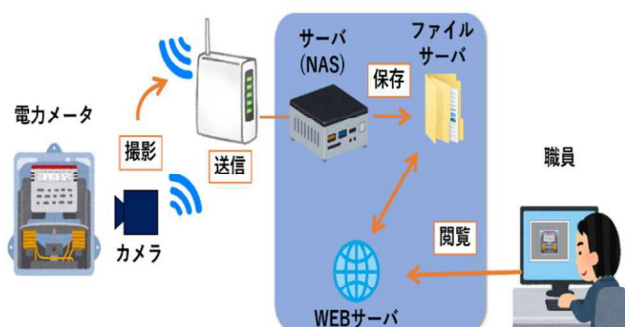 サーバ
(NAS)
ファイル
サーバ
保存
電力メータ
撮影
送信
カメラ
職員
閲覧
WEBサーバ